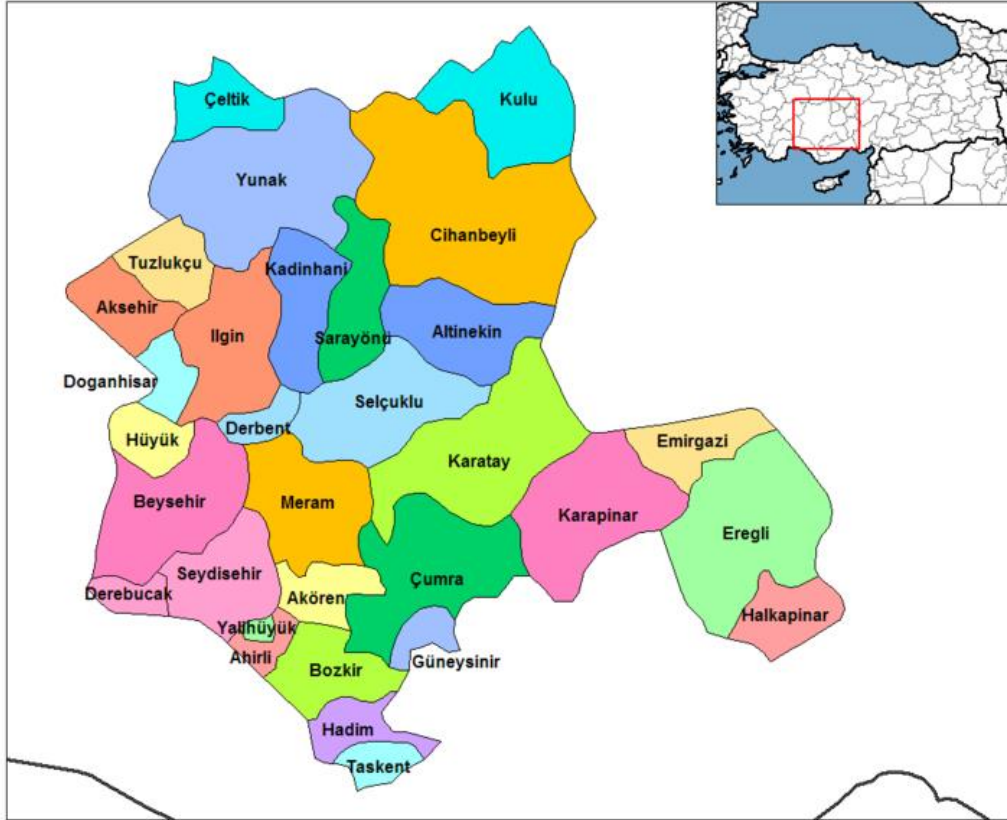 Çeltik
Kulu
Yunak
Cihanbeyli
Tuzlukçu
Kadinhani
Aksehir
Ilgin
Sarayönü
Altinekin
Doganhisar
Selçuklu
Derbent
Hüyük
Emirgazi
Karatay
Beysehir
Meram
Karapinar
Eregli
Seydisehir
Çumra
Derebucak
Akören
Halkapinar
Yalihüyük
Ahirli
Güneysinir
Bozkir
Hadim
Taskent